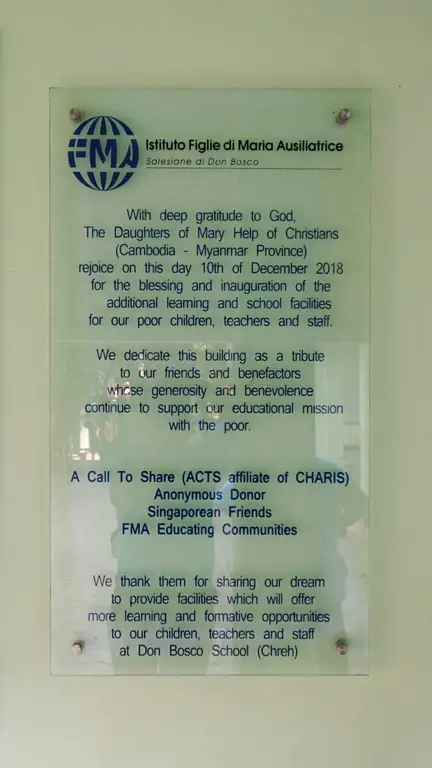 FMA
Istituto Figlie di Maria Ausiliatrice
Salesiane di Don Bosco
With deep gratitude to God,
The Daughters of Mary Help of Christians
(Cambodia - Myanmar Province)
rejoice on this day 10th of December 2018
for the blessing and inauguration of the
additional learning and school facilities
for our poor children, teachers and staff.
We dedicate this building as a tribute
to our friends and benefactors
whose generosity and benevolence
continue to support our educational mission
with the poor.
A Call To Share (ACTS affiliate of CHARIS)
Anonymous Donor
Singaporean Friends
FMA Educating Communities
We thank them for sharing our dream
to provide facilities which will offer
more learning and formative opportunities
to our children, teachers and staff
at Don Bosco School (Chreh)